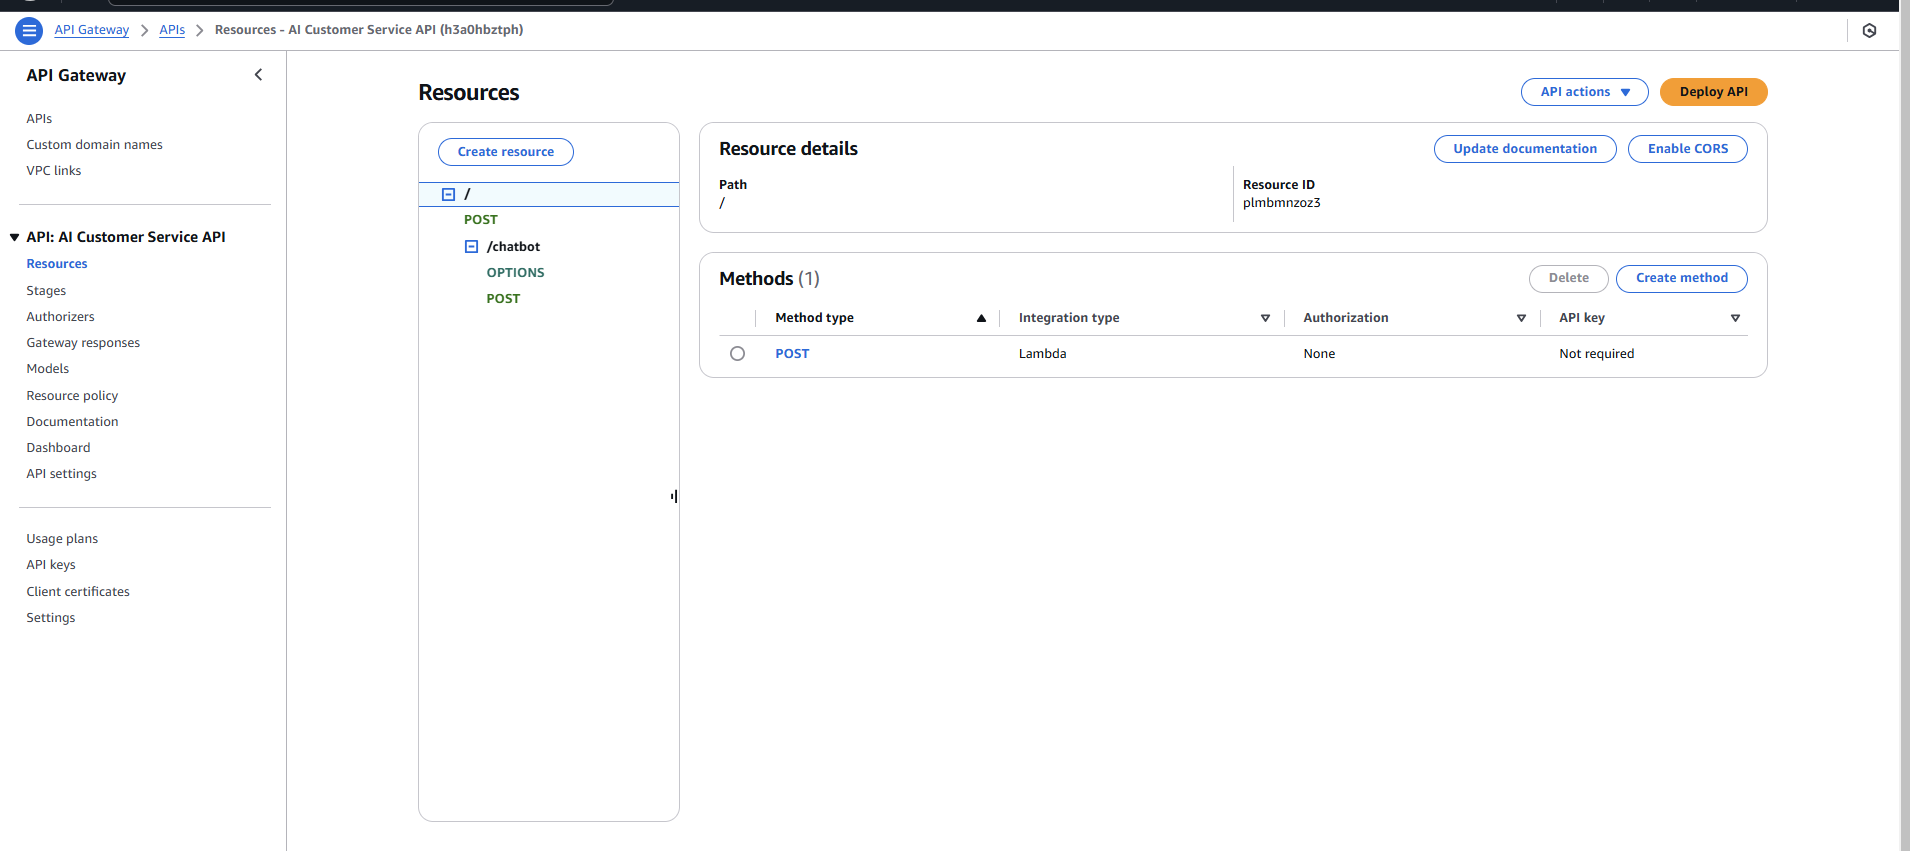 API Gateway > APIs > Resources - AI Customer Service API (h3a0hbztph)
API Gateway
APIs
Custom domain names
VPC links
API: AI Customer Service API
Resources
Stages
Authorizers
Gateway responses
Models
Resource policy
Documentation
Dashboard
API settings
Usage plans
API keys
Client certificates
Settings
Resources
API actions
Deploy API
Create resource
/
POST
/chatbot
OPTIONS
POST
Resource details
Update documentation
Enable CORS
Path
/
Resource ID
plmbmnzoz3
Methods (1)
Delete
Create method
Method type Integration type Authorization API key
POST Lambda None Not required